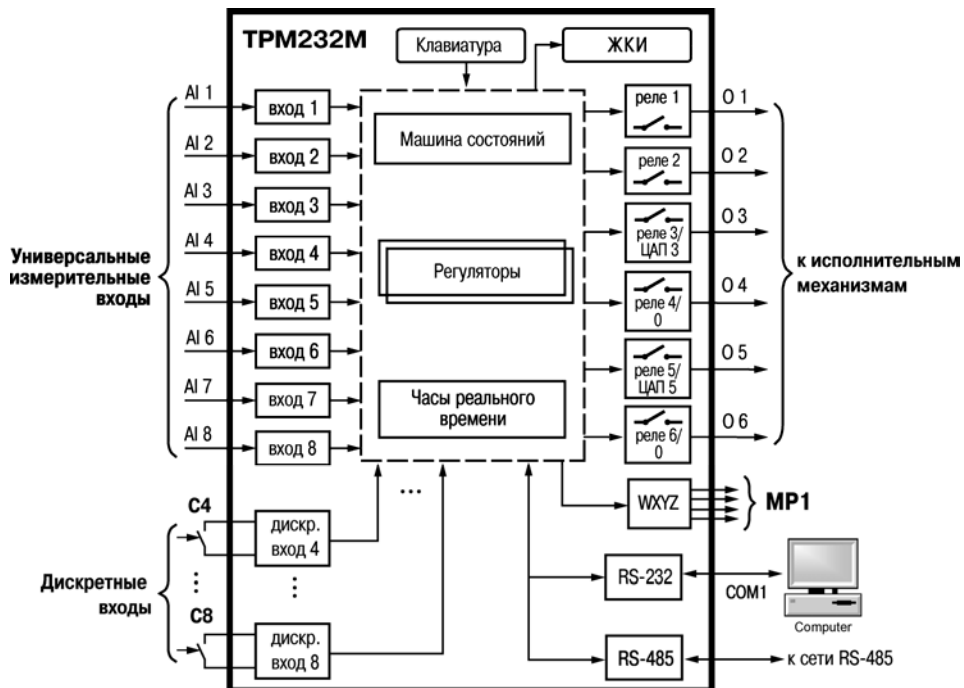 ТРМ232М
Клавиатура
ЖКИ
AI 1
вход 1
AI 2
вход 2
AI 3
вход 3
AI 4
вход 4
AI 5
вход 5
AI 6
вход 6
AI 7
вход 7
AI 8
вход 8
Универсальные
измерительные
входы
Машина состояний
Регуляторы
Часы реального
времени
реле 1
O 1
реле 2
O 2
реле 3/
ЦАП 3
O 3
реле 4/
0
O 4
реле 5/
ЦАП 5
O 5
реле 6/
0
O 6
к исполнительным
механизмам
...
WXYZ
МР1
C4
дискр.
вход 4
Дискретные
входы
C8
дискр.
вход 8
RS-232
COM1
Computer
RS-485
к сети RS-485